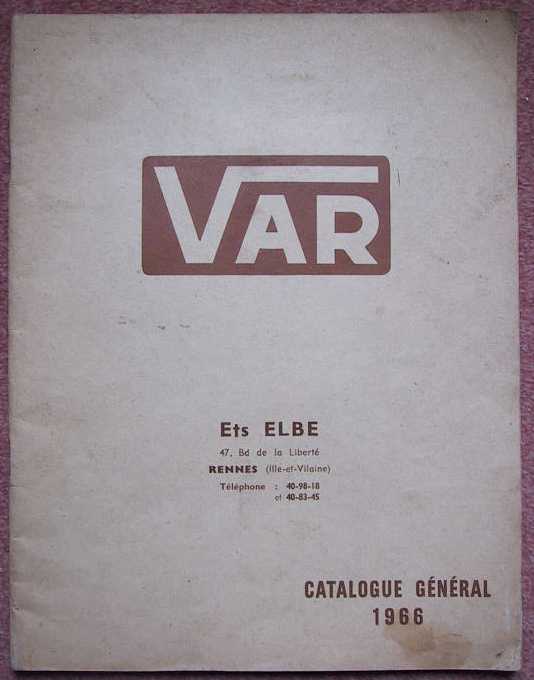 VAR
Ets ELBE
47, Bd de la Liberté
RENNES (Ille-et-Vilaine)
Téléphone : 40-98-18
et 40-83-45
CATALOGUE GÉNÉRAL
1966